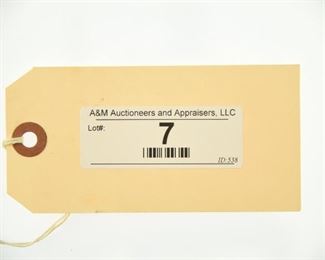 A&M Auctioneers and Appraisers, LLC
Lot#: 7
ID:538